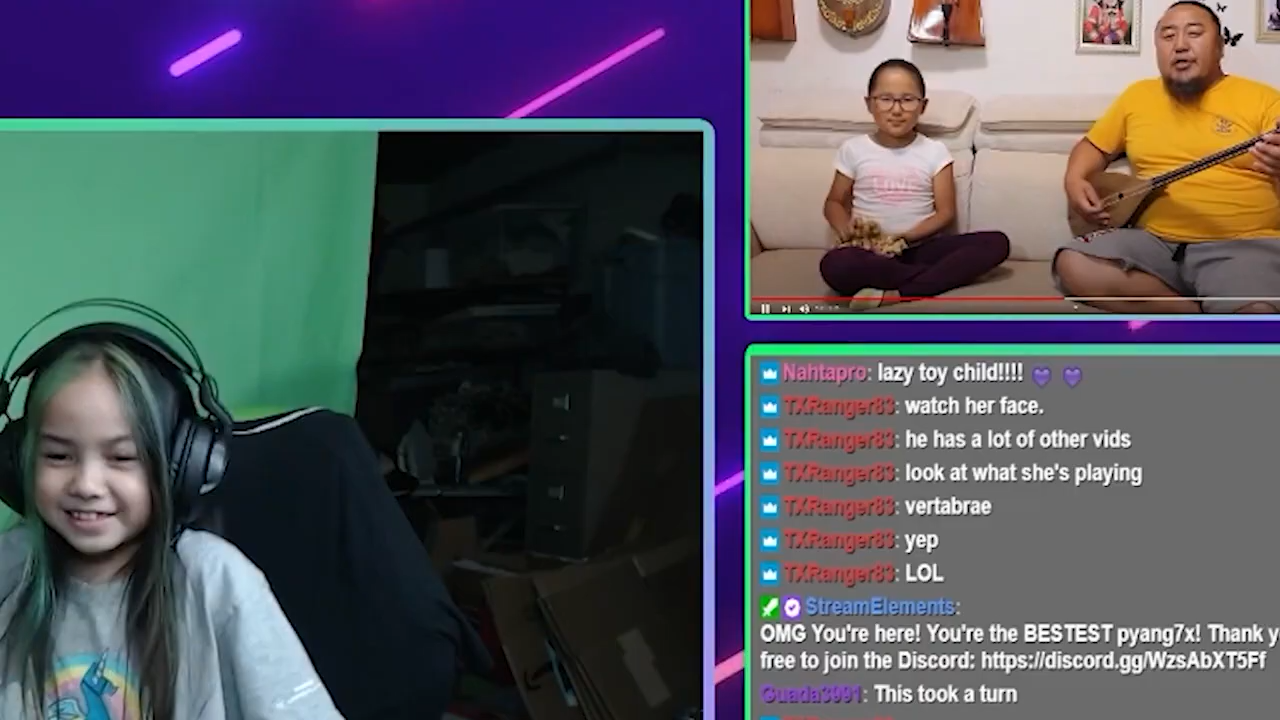 LOVE
Nahtapro: lazy toy child!!!!
TXRanger83: watch her face.
TXRanger83: he has a lot of other vids
TXRanger83: look at what she's playing
TXRanger83: vertabrae
TXRanger83: yep
TXRanger83: LOL
StreamElements:
OMG You're here! You're the BESTEST pyang7x! Thank y
free to join the Discord: https://discord.gg/WzsAbXT5Ff
Guada3991: This took a turn